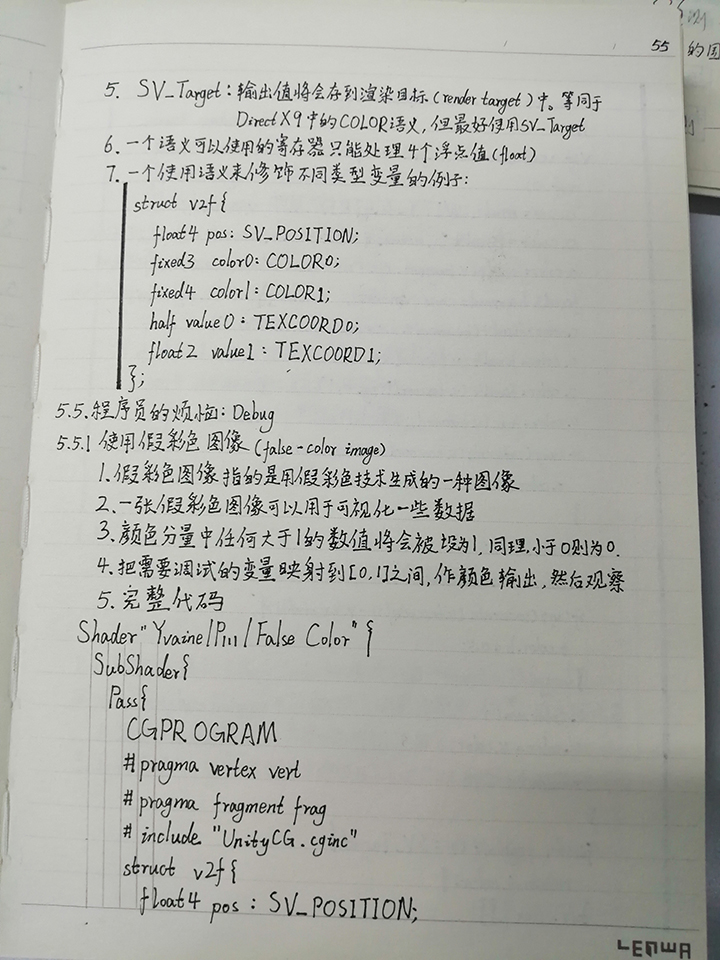 55
的图
5. SV_Target：输出值将会存到渲染目标(render target)中。等同于
DirectX9中的COLOR语义，但最好使用SV_Target
6.一个语义可以使用的寄存器只能处理4个浮点值(float)
7.一个使用语义来修饰不同类型变量的例子：
struct v2f{
float4 pos: SV_POSITION;
fixed3 color0: COLOR0;
fixed4 color1: COLOR1;
half value0: TEXCOORD0;
float2 value1: TEXCOORD1;
};
5.5.程序员的烦恼：Debug
5.5.1 使用假彩色图像(false-color image)
1.假彩色图像指的是用假彩色技术生成的一种图像
2.一张假彩色图像可以用于可视化一些数据
3.颜色分量中任何大于1的数值将会被设为1，同理，小于0则为0.
4.把需要调试的变量映射到[0,1]之间，作颜色输出，然后观察
5.完整代码
Shader"Yvaine/P111/False Color"{
SubShader{
Pass{
CGPROGRAM
#pragma vertex vert
#pragma fragment frag
#include "UnityCG.cginc"
struct v2f{
float4 pos : SV_POSITION;
LENWA